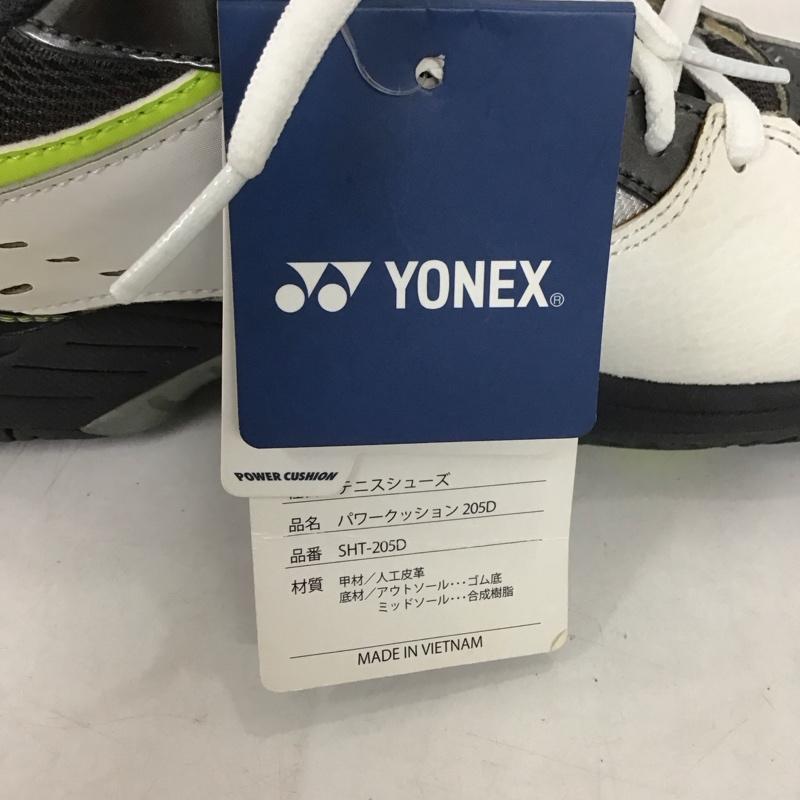 YONEX®
POWER CUSHION
テニスシューズ
品名 パワークッション 205D
品番 SHT-205D
材質 甲材／人工皮革
底材／アウトソール･･･ゴム底
ミッドソール･･･合成樹脂
MADE IN VIETNAM